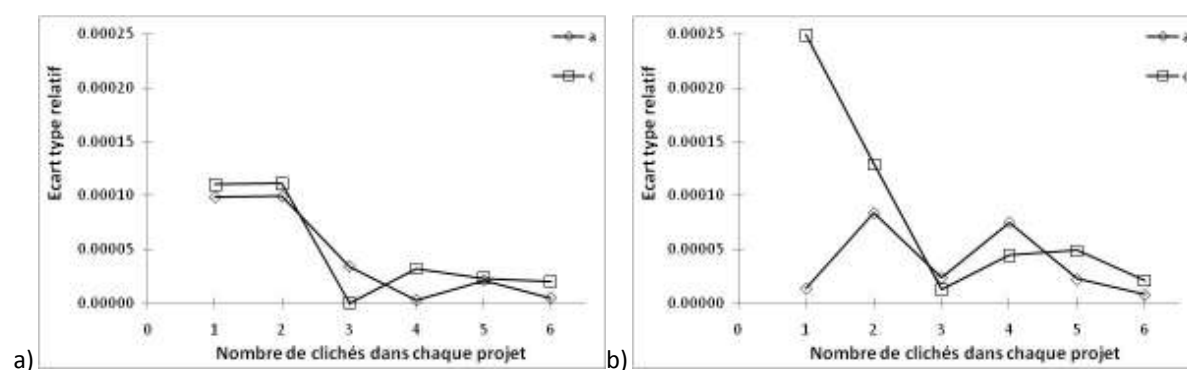 0.00025
0.00020
0.00015
0.00010
0.00005
0.00000
Ecart type relatif
0 1 2 3 4 5 6
Nombre de clichés dans chaque projet
a
c
a)
0.00025
0.00020
0.00015
0.00010
0.00005
0.00000
Ecart type relatif
0 1 2 3 4 5 6
Nombre de clichés dans chaque projet
b)